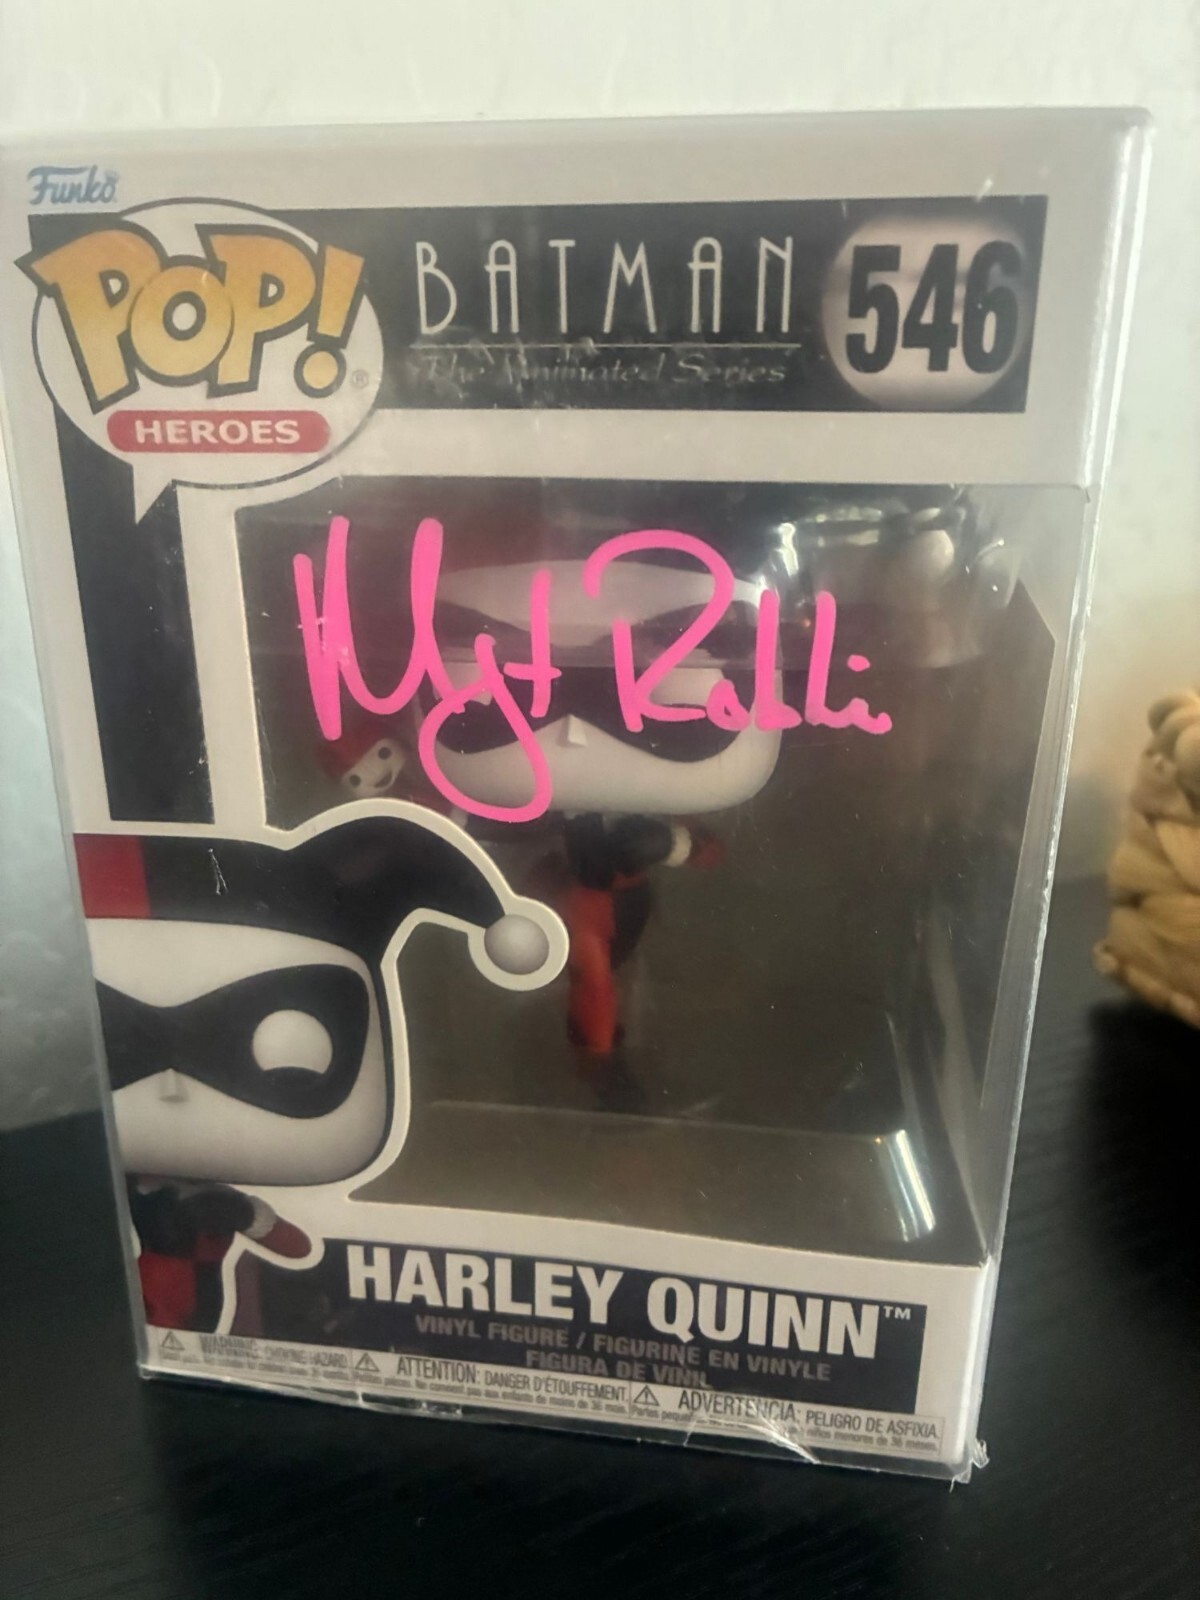 Funko
POP!®
HEROES
BATMAN
The Animated Series
546
HARLEY QUINN™
VINYL FIGURE / FIGURINE EN VINYLE
FIGURA DE VINIL
WARNING: CHOKING HAZARD.
ATTENTION: DANGER D'ÉTOUFFEMENT.
ADVERTENCIA: PELIGRO DE ASFIXIA.